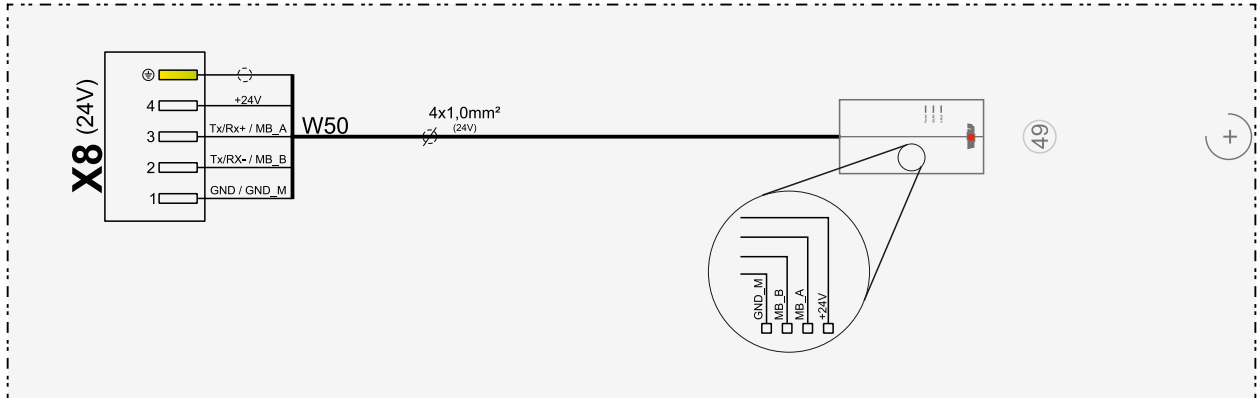 X8 (24V)
4
+24V
3
Tx/Rx+ / MB_A
2
Tx/RX- / MB_B
1
GND / GND_M
W50
4x1,0mm²
(24V)
49
GND_M
MB_B
MB_A
+24V